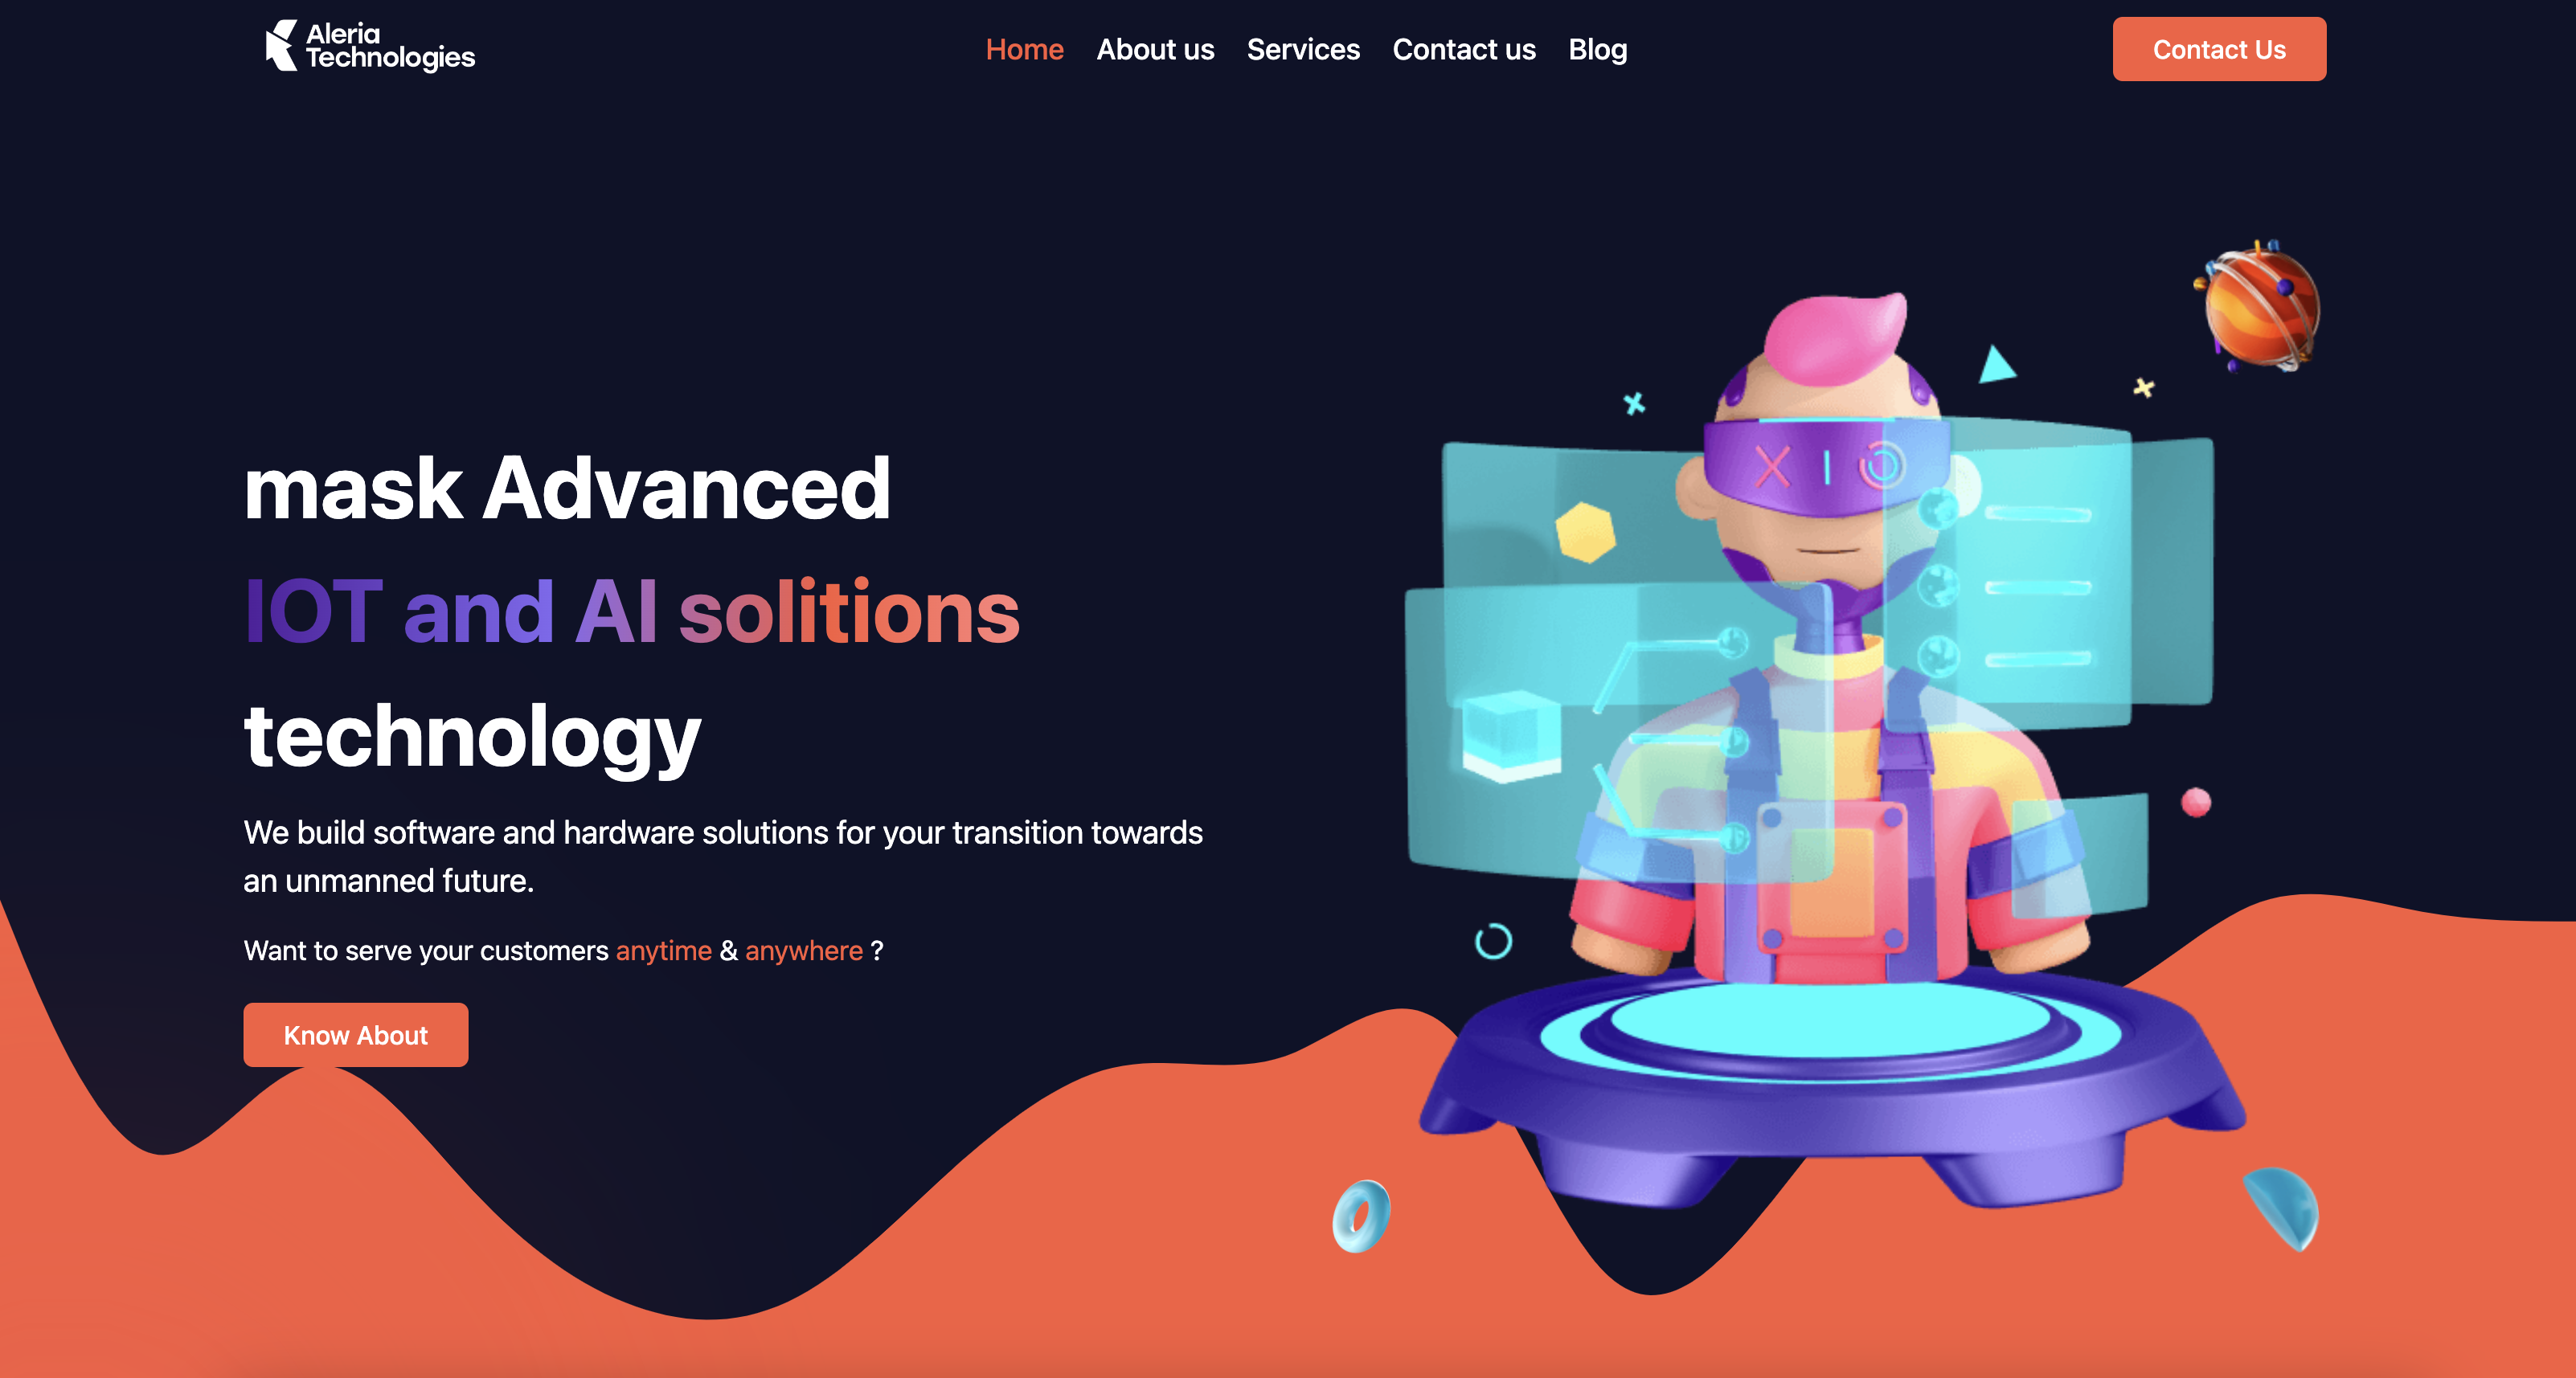 Aleria
Technologies
Home About us Services Contact us Blog
Contact Us
mask Advanced
IOT and AI solitions
technology
We build software and hardware solutions for your transition towards
an unmanned future.
Want to serve your customers anytime & anywhere ?
Know About